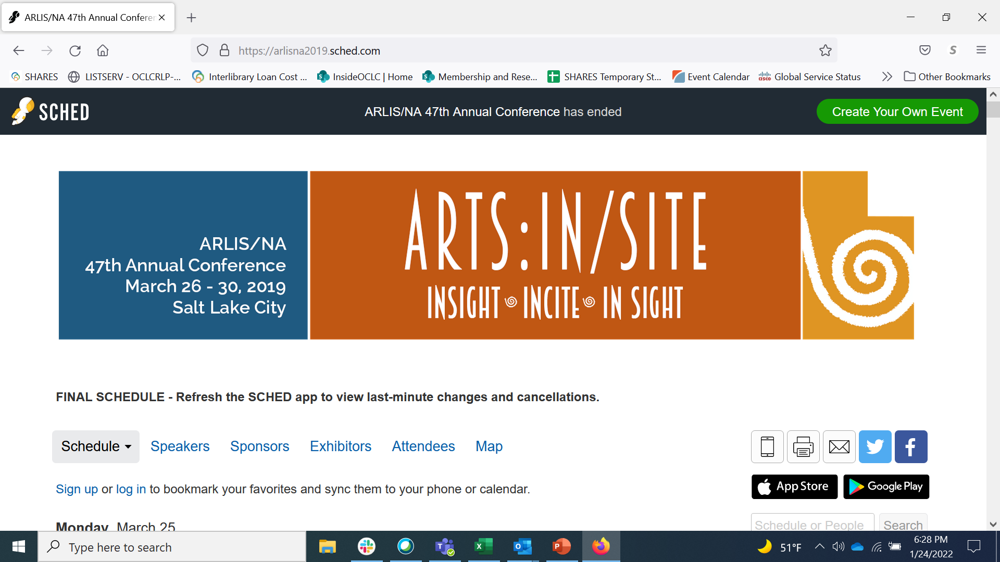 ARLIS/NA 47th Annual Conferen
https://arlisna2019.sched.com
SHARES
LISTSERV - OCLCRLP-...
Interlibrary Loan Cost ...
InsideOCLC | Home
Membership and Rese...
SHARES Temporary St...
Event Calendar
Global Service Status
Other Bookmarks
SCHED
ARLIS/NA 47th Annual Conference has ended
Create Your Own Event
ARLIS/NA
47th Annual Conference
March 26 - 30, 2019
Salt Lake City
ARTS:IN/SITE
INSIGHT INCITE IN SIGHT
FINAL SCHEDULE - Refresh the SCHED app to view last-minute changes and cancellations.
Schedule
Speakers
Sponsors
Exhibitors
Attendees
Map
App Store
Google Play
Sign up or log in to bookmark your favorites and sync them to your phone or calendar.
Schedule or People
Search
Monday, March 25
Type here to search
51°F
6:28 PM
1/24/2022